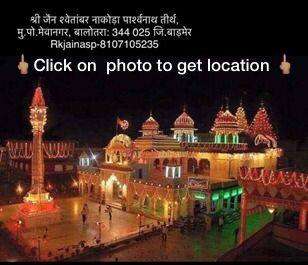 श्री जैन श्वेतांबर नाकोड़ा पार्श्वनाथ तीर्थ,
मु.पो.मेवानगर, बालोतरा: 344 025 जि.बाड़मेर
Rkjainasp-8107105235
👆 Click on photo to get location 👆